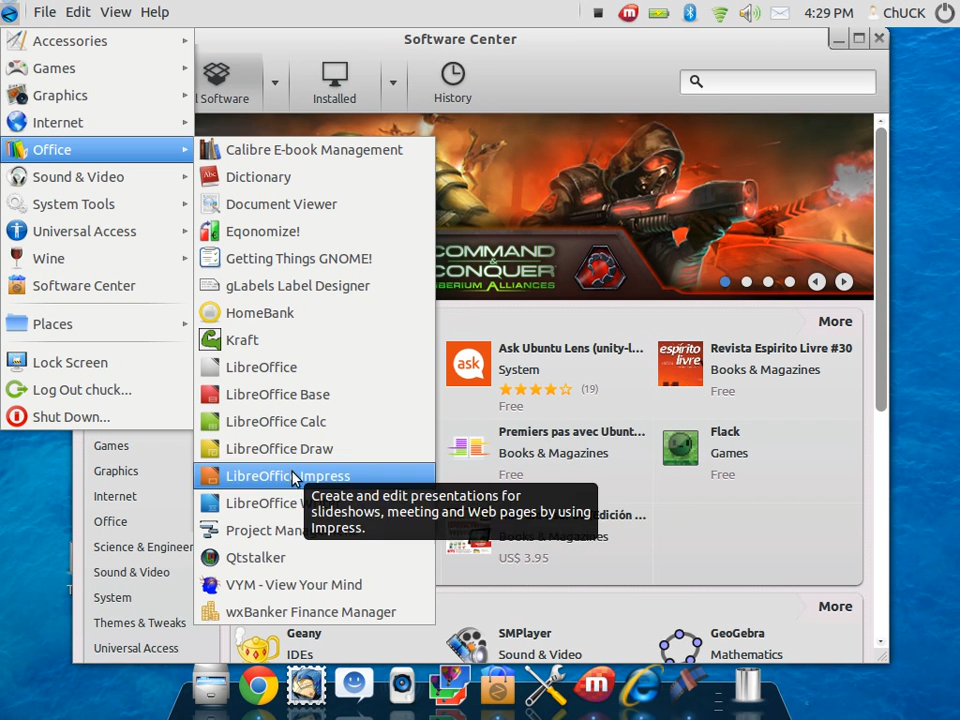 File Edit View Help
4:29 PM ChUCK
Accessories
Games
Graphics
Internet
Office
Sound & Video
System Tools
Universal Access
Wine
Software Center
Places
Lock Screen
Log Out chuck...
Shut Down...
Calibre E-book Management
Dictionary
Document Viewer
Eqonomize!
Getting Things GNOME!
gLabels Label Designer
HomeBank
Kraft
LibreOffice
LibreOffice Base
LibreOffice Calc
LibreOffice Draw
LibreOffice Impress
LibreOffice
Project
Qtstalker
VYM - View Your Mind
wxBanker Finance Manager
Create and edit presentations for
slideshows, meeting and Web pages by using
Impress.
Software Center
Software
Installed
History
COMMAND
CONQUER
TIBERIUM ALLIANCES
More
ask
Ask Ubuntu Lens (unity-l...
System
(19)
Free
espírito
livre
Revista Espirito Livre #30
Books & Magazines
Free
Premiers pas avec Ubunt...
Books & Magazines
Free
Flack
Games
Free
Edición ...
Books & Magazines
US$ 3.95
More
Geany
IDEs
SMPlayer
Sound & Video
GeoGebra
Mathematics
Games
Graphics
Internet
Office
Science & Engineer
Sound & Video
System
Themes & Tweaks
Universal Access